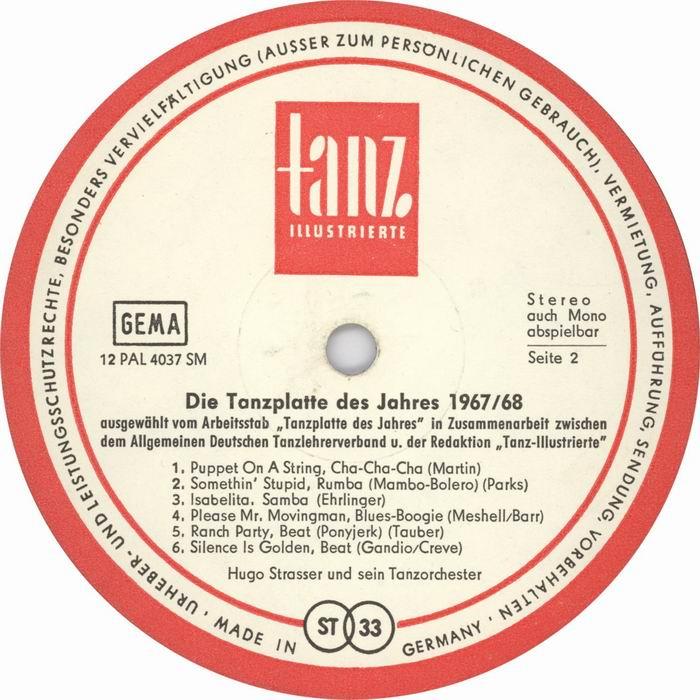 URHEBER- UND LEISTUNGSSCHUTZRECHTE, BESONDERS VERVIELFÄLTIGUNG (AUSSER ZUM PERSÖNLICHEN GEBRAUCH), VERMIETUNG, AUFFÜHRUNG, SENDUNG, VORBEHALTEN · MADE IN GERMANY ·
tanz
ILLUSTRIERTE
GEMA
12 PAL 4037 SM
Stereo
auch Mono
abspielbar
Seite 2
Die Tanzplatte des Jahres 1967/68
ausgewählt vom Arbeitsstab „Tanzplatte des Jahres" in Zusammenarbeit zwischen
dem Allgemeinen Deutschen Tanzlehrerverband u. der Redaktion „Tanz-Illustrierte"
1. Puppet On A String, Cha-Cha-Cha (Martin)
2. Somethin' Stupid, Rumba (Mambo-Bolero) (Parks)
3. Isabelita, Samba (Ehrlinger)
4. Please Mr. Movingman, Blues-Boogie (Meshell/Barr)
5. Ranch Party, Beat (Ponyjerk) (Tauber)
6. Silence Is Golden, Beat (Gandio/Creve)
Hugo Strasser und sein Tanzorchester
ST 33